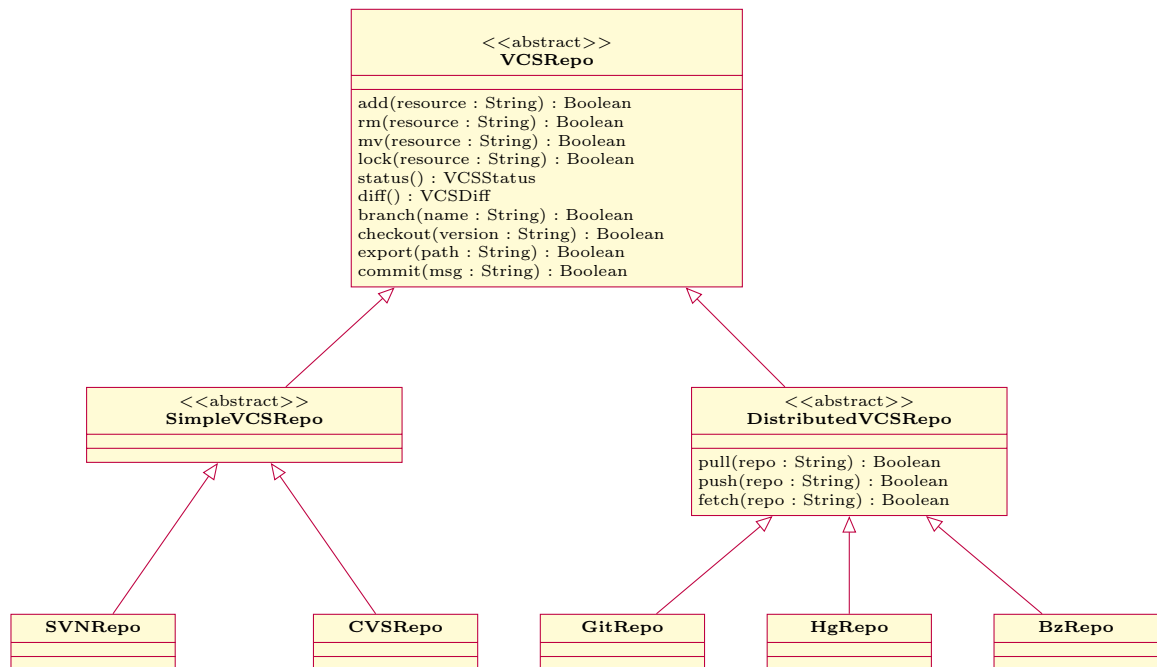 <<abstract>>
VCSRepo
add(resource : String) : Boolean
rm(resource : String) : Boolean
mv(resource : String) : Boolean
lock(resource : String) : Boolean
status() : VCSStatus
diff() : VCSDiff
branch(name : String) : Boolean
checkout(version : String) : Boolean
export(path : String) : Boolean
commit(msg : String) : Boolean
<<abstract>>
SimpleVCSRepo
<<abstract>>
DistributedVCSRepo
pull(repo : String) : Boolean
push(repo : String) : Boolean
fetch(repo : String) : Boolean
SVNRepo
CVSRepo
GitRepo
HgRepo
BzRepo